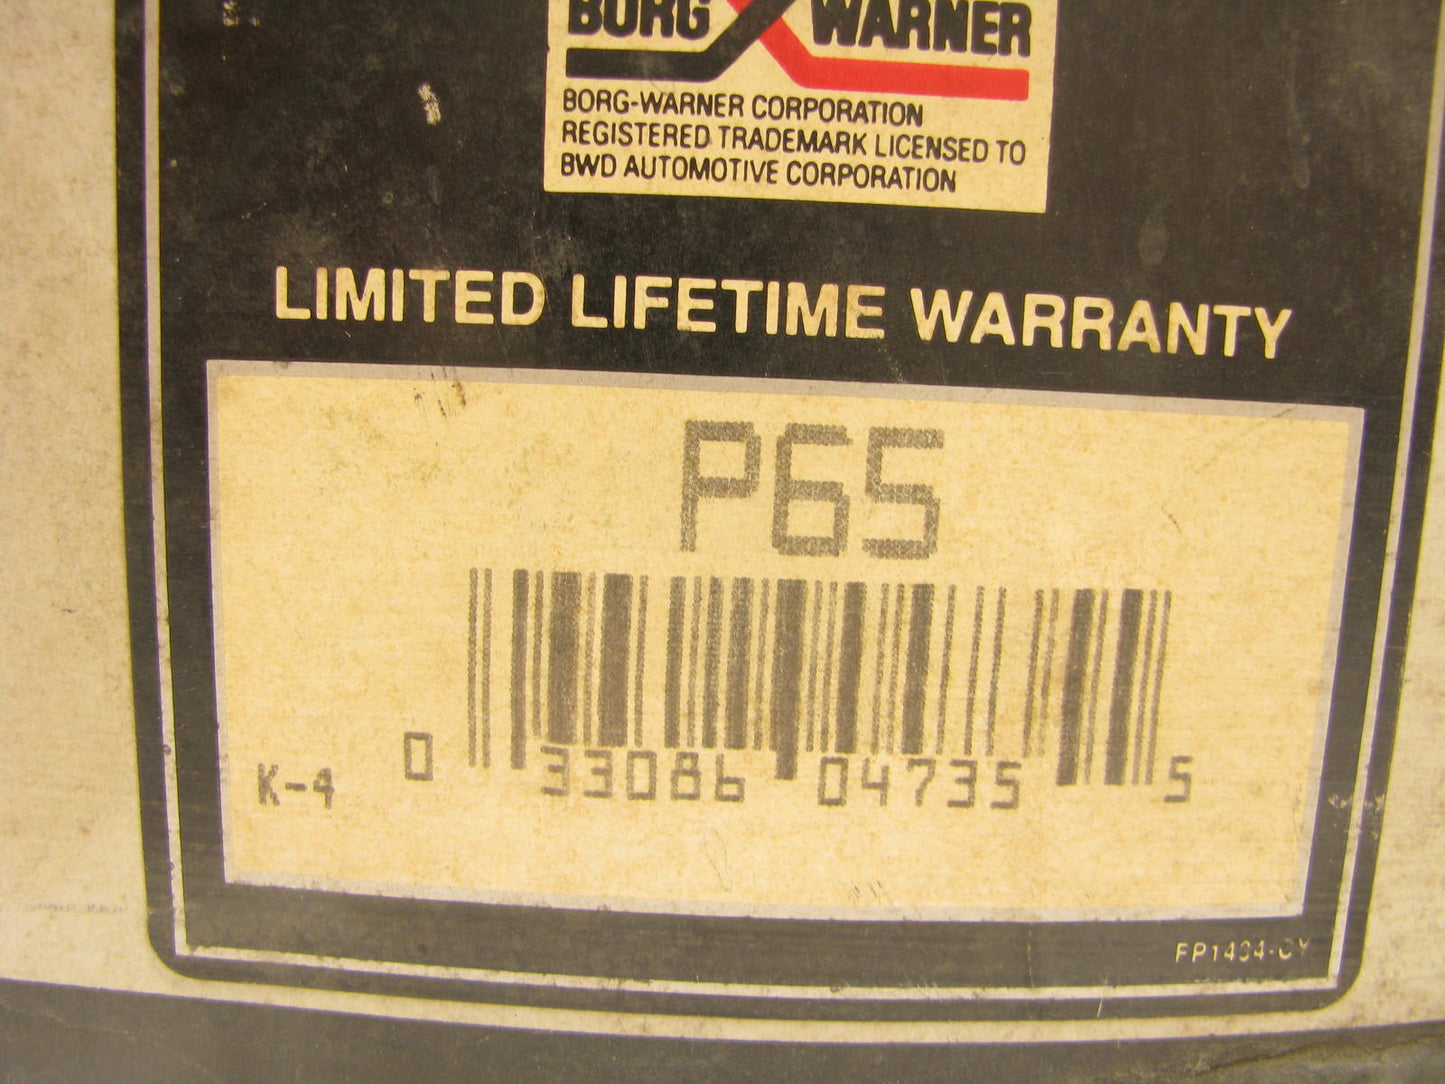 BORG WARNER
BORG-WARNER CORPORATION
REGISTERED TRADEMARK LICENSED TO
BWD AUTOMOTIVE CORPORATION
LIMITED LIFETIME WARRANTY
P65
K-4
0 33086 04735 5